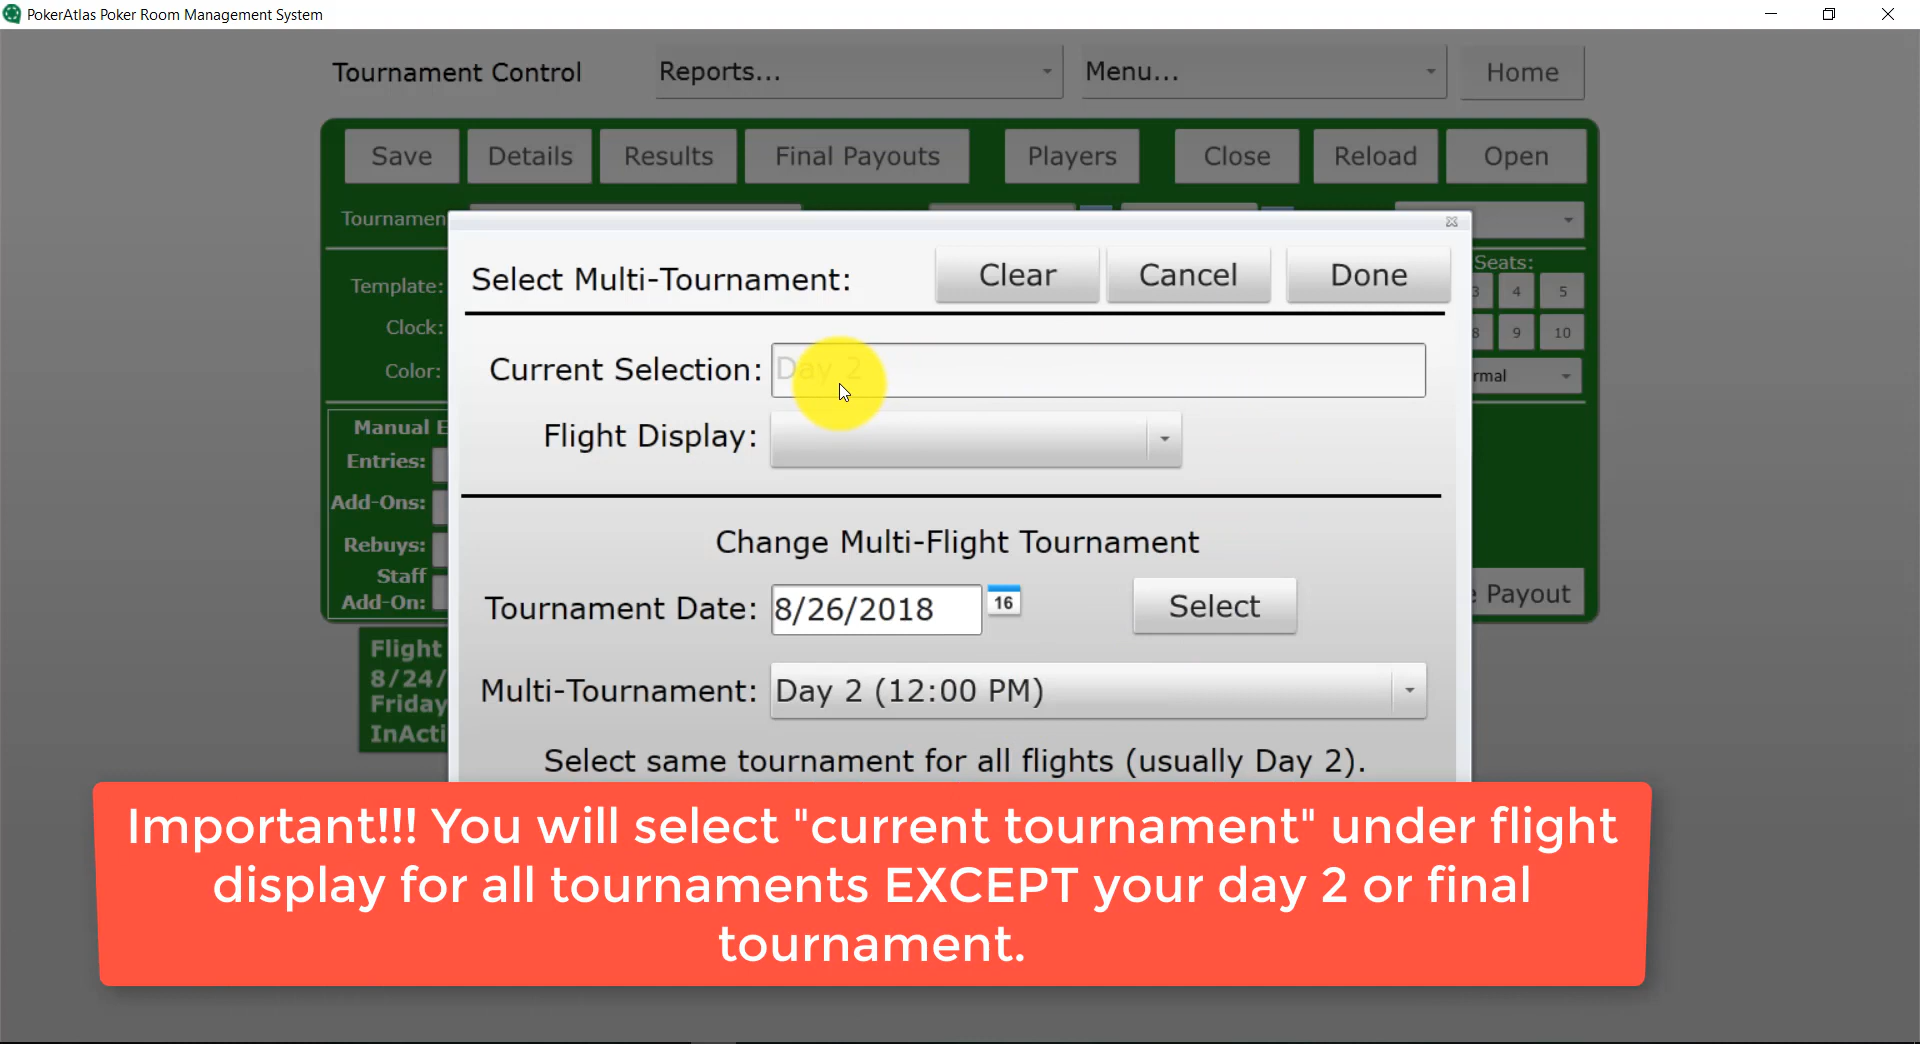 PokerAtlas Poker Room Management System
Tournament Control
Reports...
Menu...
Home
Save
Details
Results
Final Payouts
Players
Close
Reload
Open
Tournamen
Select Multi-Tournament:
Clear
Cancel
Done
Seats:
3
4
5
8
9
10
Template:
Clock:
Color:
rmal
Current Selection:
Day 2
Flight Display:
Manual E
Entries:
Add-Ons:
Rebuys:
Staff
Add-On:
Change Multi-Flight Tournament
Tournament Date:
8/26/2018
16
Select
Payout
Multi-Tournament:
Day 2 (12:00 PM)
Flight
8/24/
Friday
InActi
Select same tournament for all flights (usually Day 2).
Important!!! You will select "current tournament" under flight
display for all tournaments EXCEPT your day 2 or final
tournament.